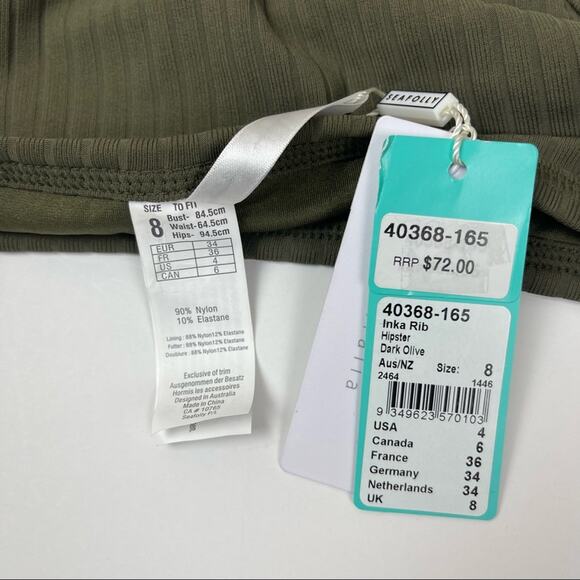 SEAFOLLY
SIZE TO FIT
8 Bust- 84.5cm
Waist-64.5cm
Hips- 94.5cm
EUR 34
FR 36
US 4
CAN 6
90% Nylon
10% Elastane
Lining : 88% Nylon12% Elastane
Futter : 88% Nylon12% Elastane
Doublure : 88% Nylon12% Elastane
Exclusive of trim
Ausgenommen der Besatz
Hormis les accessoires
Designed in Australia
Made in China
CA # 10765
Seafolly P/L
40368-165
RRP $72.00
40368-165
Inka Rib
Hipster
Dark Olive
Aus/NZ Size: 8
2464 1446
9 349623 570103
USA 4
Canada 6
France 36
Germany 34
Netherlands 34
UK 8